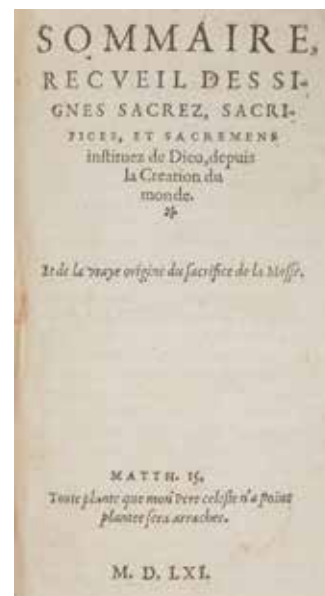 SOMMAIRE,
RECVEIL DES SI-
GNES SACREZ, SACRI-
FICES, ET SACREMENS
instituez de Dieu, depuis
la Creation du
monde.
Et de la vraye origine du sacrifice de la Messe.
MATTH. 15.
Toute plante que mon Pere celeste n'a point
plantee sera arrachee.
M. D. LXI.